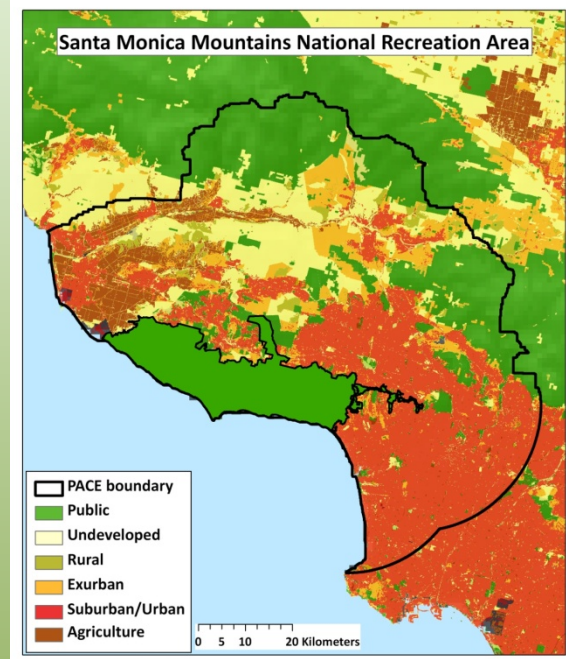 Santa Monica Mountains National Recreation Area
PACE boundary
Public
Undeveloped
Rural
Exurban
Suburban/Urban
Agriculture
0 5 10 20 Kilometers